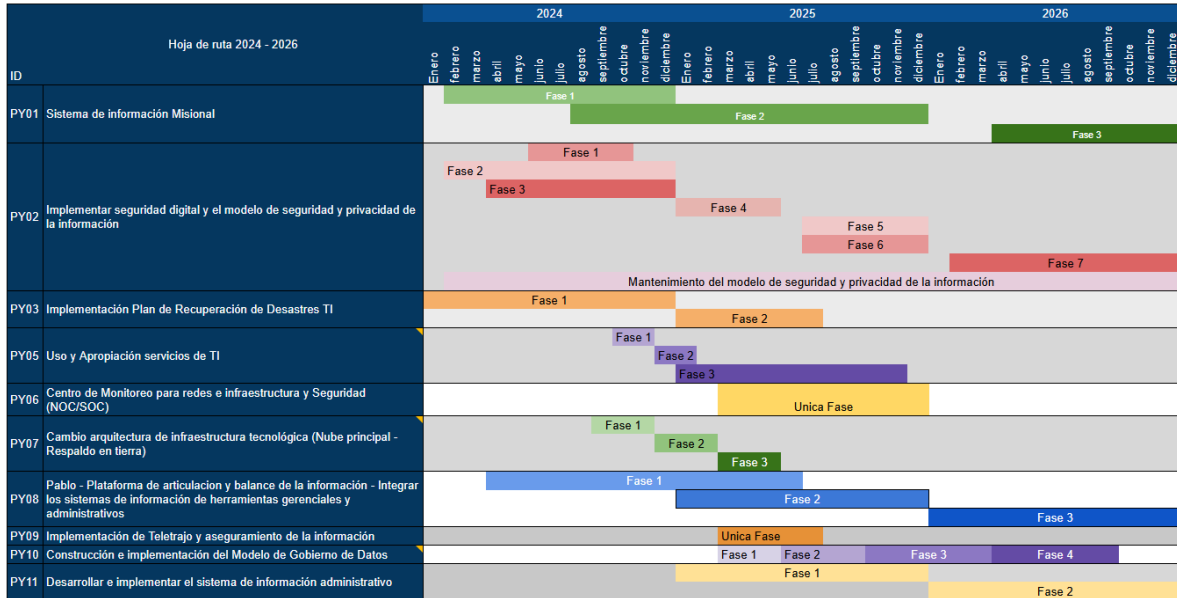 2024 2025 2026
Hoja de ruta 2024 - 2026
ID
Enero febrero marzo abril mayo junio julio agosto septiembre octubre noviembre diciembre Enero febrero marzo abril mayo junio julio agosto septiembre octubre noviembre diciembre Enero febrero marzo abril mayo junio julio agosto septiembre octubre noviembre diciembre
Fase 1
PY01 Sistema de información Misional
Fase 2
Fase 3
Fase 1
Fase 2
Fase 3
PY02 Implementar seguridad digital y el modelo de seguridad y privacidad de
la información
Fase 4
Fase 5
Fase 6
Fase 7
Mantenimiento del modelo de seguridad y privacidad de la información
Fase 1
PY03 Implementación Plan de Recuperación de Desastres TI
Fase 2
Fase 1
PY05 Uso y Apropiación servicios de TI
Fase 2
Fase 3
PY06 Centro de Monitoreo para redes e infraestructura y Seguridad
(NOC/SOC)
Unica Fase
Fase 1
PY07 Cambio arquitectura de infraestructura tecnológica (Nube principal -
Respaldo en tierra)
Fase 2
Fase 3
PY08 Pablo - Plataforma de articulacion y balance de la información - Integrar
los sistemas de información de herramientas gerenciales y
administrativos
Fase 1
Fase 2
Fase 3
PY09 Implementación de Teletrajo y aseguramiento de la información Unica Fase
PY10 Construcción e implementación del Modelo de Gobierno de Datos Fase 1 Fase 2 Fase 3 Fase 4
Fase 1
PY11 Desarrollar e implementar el sistema de información administrativo
Fase 2